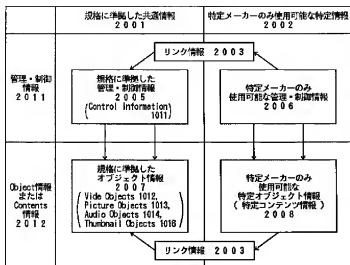 規格に準拠した共通情報
2001
特定メーカーのみ使用可能な特定情報
2002
リンク情報 2003
管理・制御
情報
2011
規格に準拠した
管理・制御情報
2005
(Control Information)
1011
特定メーカーのみ
使用可能な管理・制御情報
2006
Object情報
または
Contents
情報
2012
規格に準拠した
オブジェクト情報
2007
Vide Objects 1012,
Picture Objects 1013,
Audio Objects 1014,
Thumbnail Objects 1016
特定メーカーのみ
使用可能な
特定オブジェクト情報
(特定コンテンツ情報)
2008
リンク情報 2003